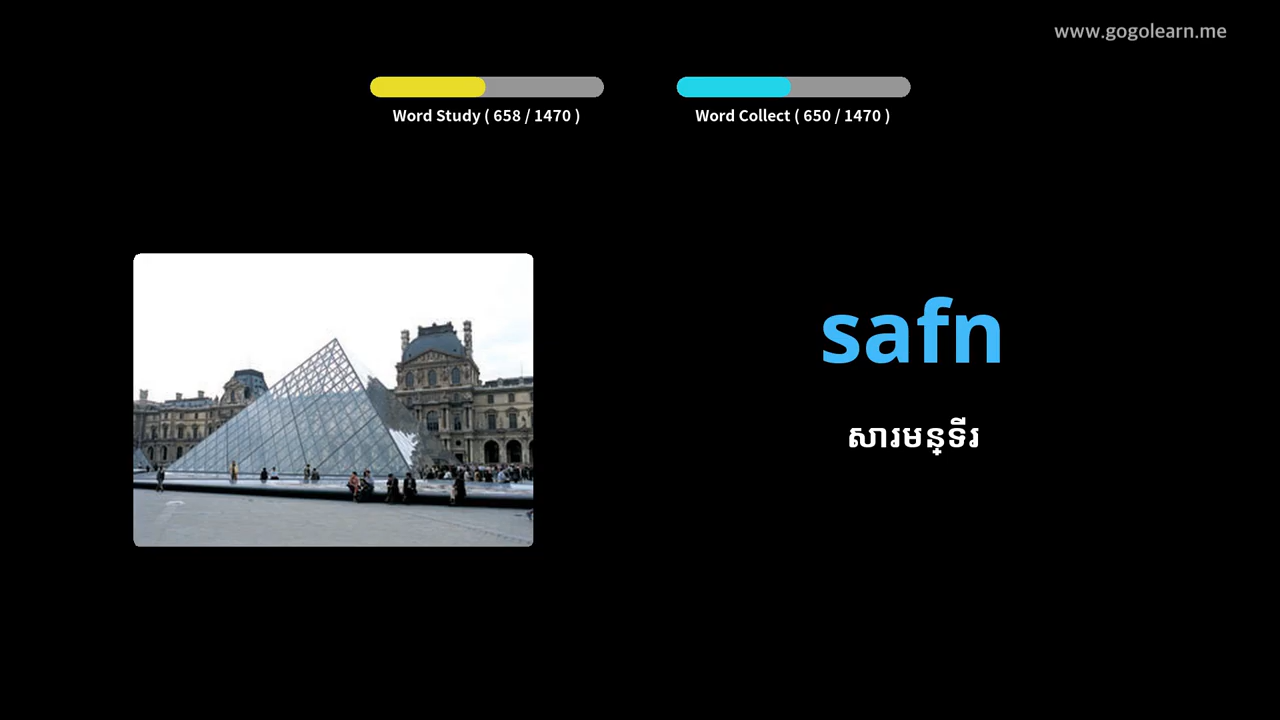 www.gogolearn.me
Word Study ( 658 / 1470 )
Word Collect ( 650 / 1470 )
safn
សារមន្ទីរ